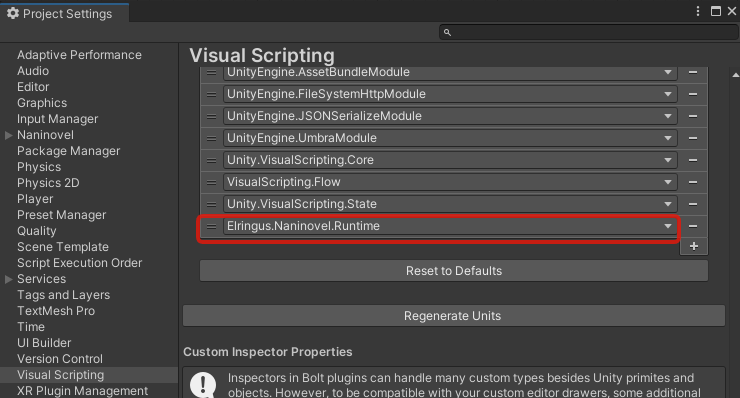 Project Settings
Adaptive Performance
Audio
Editor
Graphics
Input Manager
Naninovel
Package Manager
Physics
Physics 2D
Player
Preset Manager
Quality
Scene Template
Script Execution Order
Services
Tags and Layers
TextMesh Pro
Time
UI Builder
Version Control
Visual Scripting
XR Plugin Management
Visual Scripting
UnityEngine.AssetBundleModule
UnityEngine.FileSystemHttpModule
UnityEngine.JSONSerializeModule
UnityEngine.UmbraModule
Unity.VisualScripting.Core
VisualScripting.Flow
Unity.VisualScripting.State
Elringus.Naninovel.Runtime
Reset to Defaults
Regenerate Units
Custom Inspector Properties
Inspectors in Bolt plugins can handle many custom types besides Unity primites and
objects. However, to be compatible with your custom editor drawers, some additional